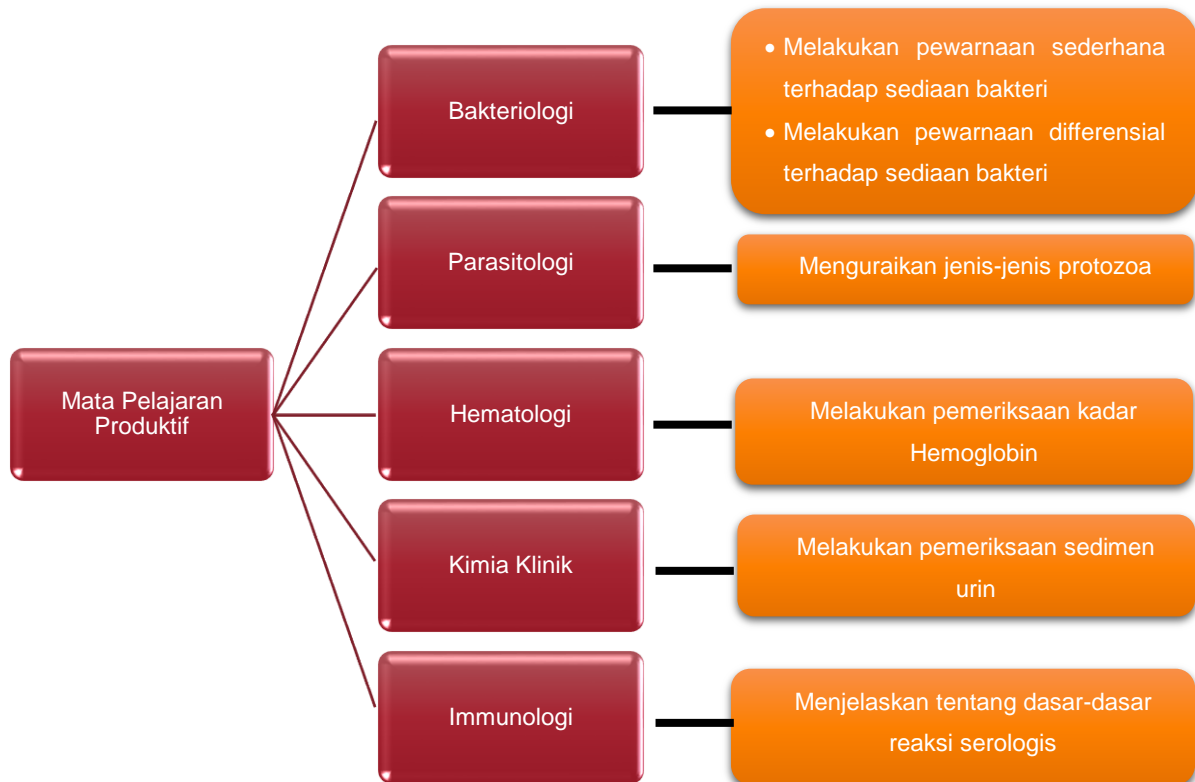 Mata Pelajaran
Produktif
Bakteriologi
• Melakukan pewarnaan sederhana
terhadap sediaan bakteri
• Melakukan pewarnaan differensial
terhadap sediaan bakteri
Parasitologi
Menguraikan jenis-jenis protozoa
Hematologi
Melakukan pemeriksaan kadar
Hemoglobin
Kimia Klinik
Melakukan pemeriksaan sedimen
urin
Immunologi
Menjelaskan tentang dasar-dasar
reaksi serologis